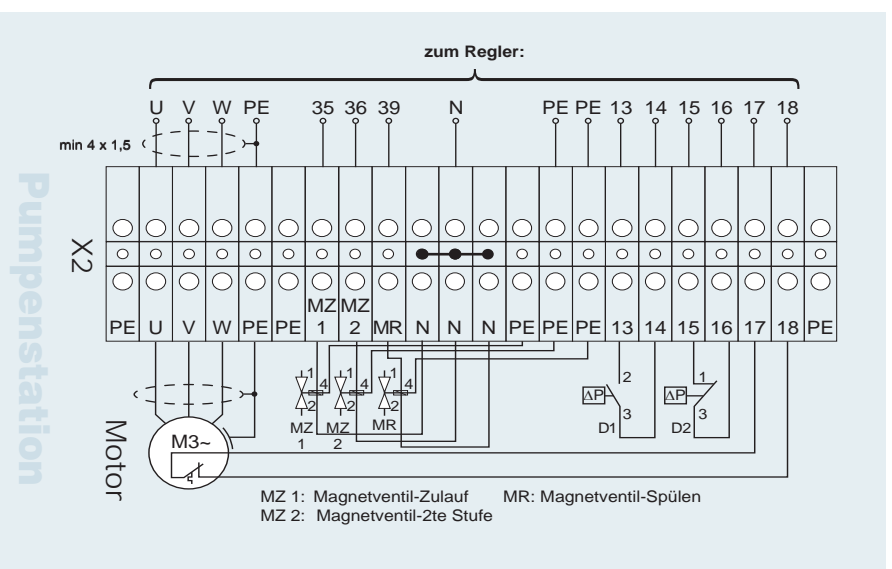 zum Regler:
U V W PE 35 36 39 N PE PE 13 14 15 16 17 18
min 4 x 1,5
Pumpenstation
X2
MZ MZ
PE U V W PE PE 1 2 MR N N N PE PE PE 13 14 15 16 17 18 PE
1 4 1 4 1 4 2 1
ΔP ΔP
2 2 2 3 3
MZ MZ MR D1 D2
1 2
Motor
M3~
MZ 1: Magnetventil-Zulauf MR: Magnetventil-Spülen
MZ 2: Magnetventil-2te Stufe